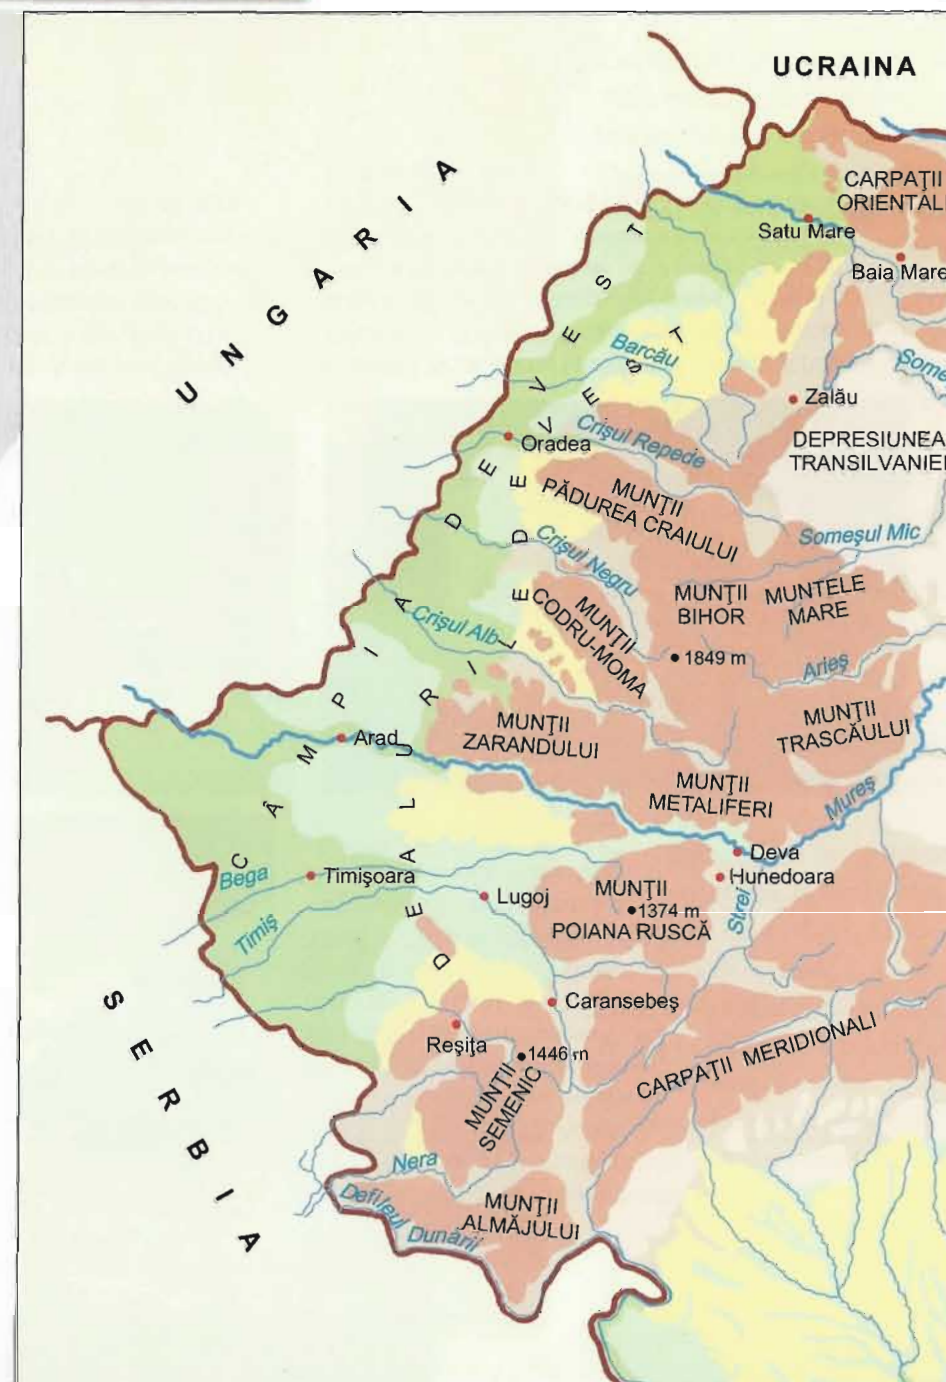 UCRAINA
UNGARIA
CARPAŢII
ORIENTALI
Satu Mare
Baia Mare
CÂMPIA DE VEST
DEALURILE DE VEST
Barcău
Someş
Zalău
Oradea
Crişul Repede
DEPRESIUNEA
TRANSILVANIEI
MUNŢII
PĂDUREA CRAIULUI
Someşul Mic
Crişul Negru
MUNŢII
BIHOR
MUNTELE
MARE
MUNŢII
CODRU-MOMA
Crişul Alb
1849 m
Arieş
MUNŢII
ZARANDULUI
MUNŢII
TRASCĂULUI
Arad
MUNŢII
METALIFERI
Mureş
Deva
Hunedoara
Bega
Timişoara
Lugoj
MUNŢII
1374 m
POIANA RUSCĂ
Strei
Timiş
SERBIA
Caransebeş
Reşiţa
1446 m
MUNŢII
SEMENIC
CARPAŢII MERIDIONALI
Nera
Defileul Dunării
MUNŢII
ALMĂJULUI